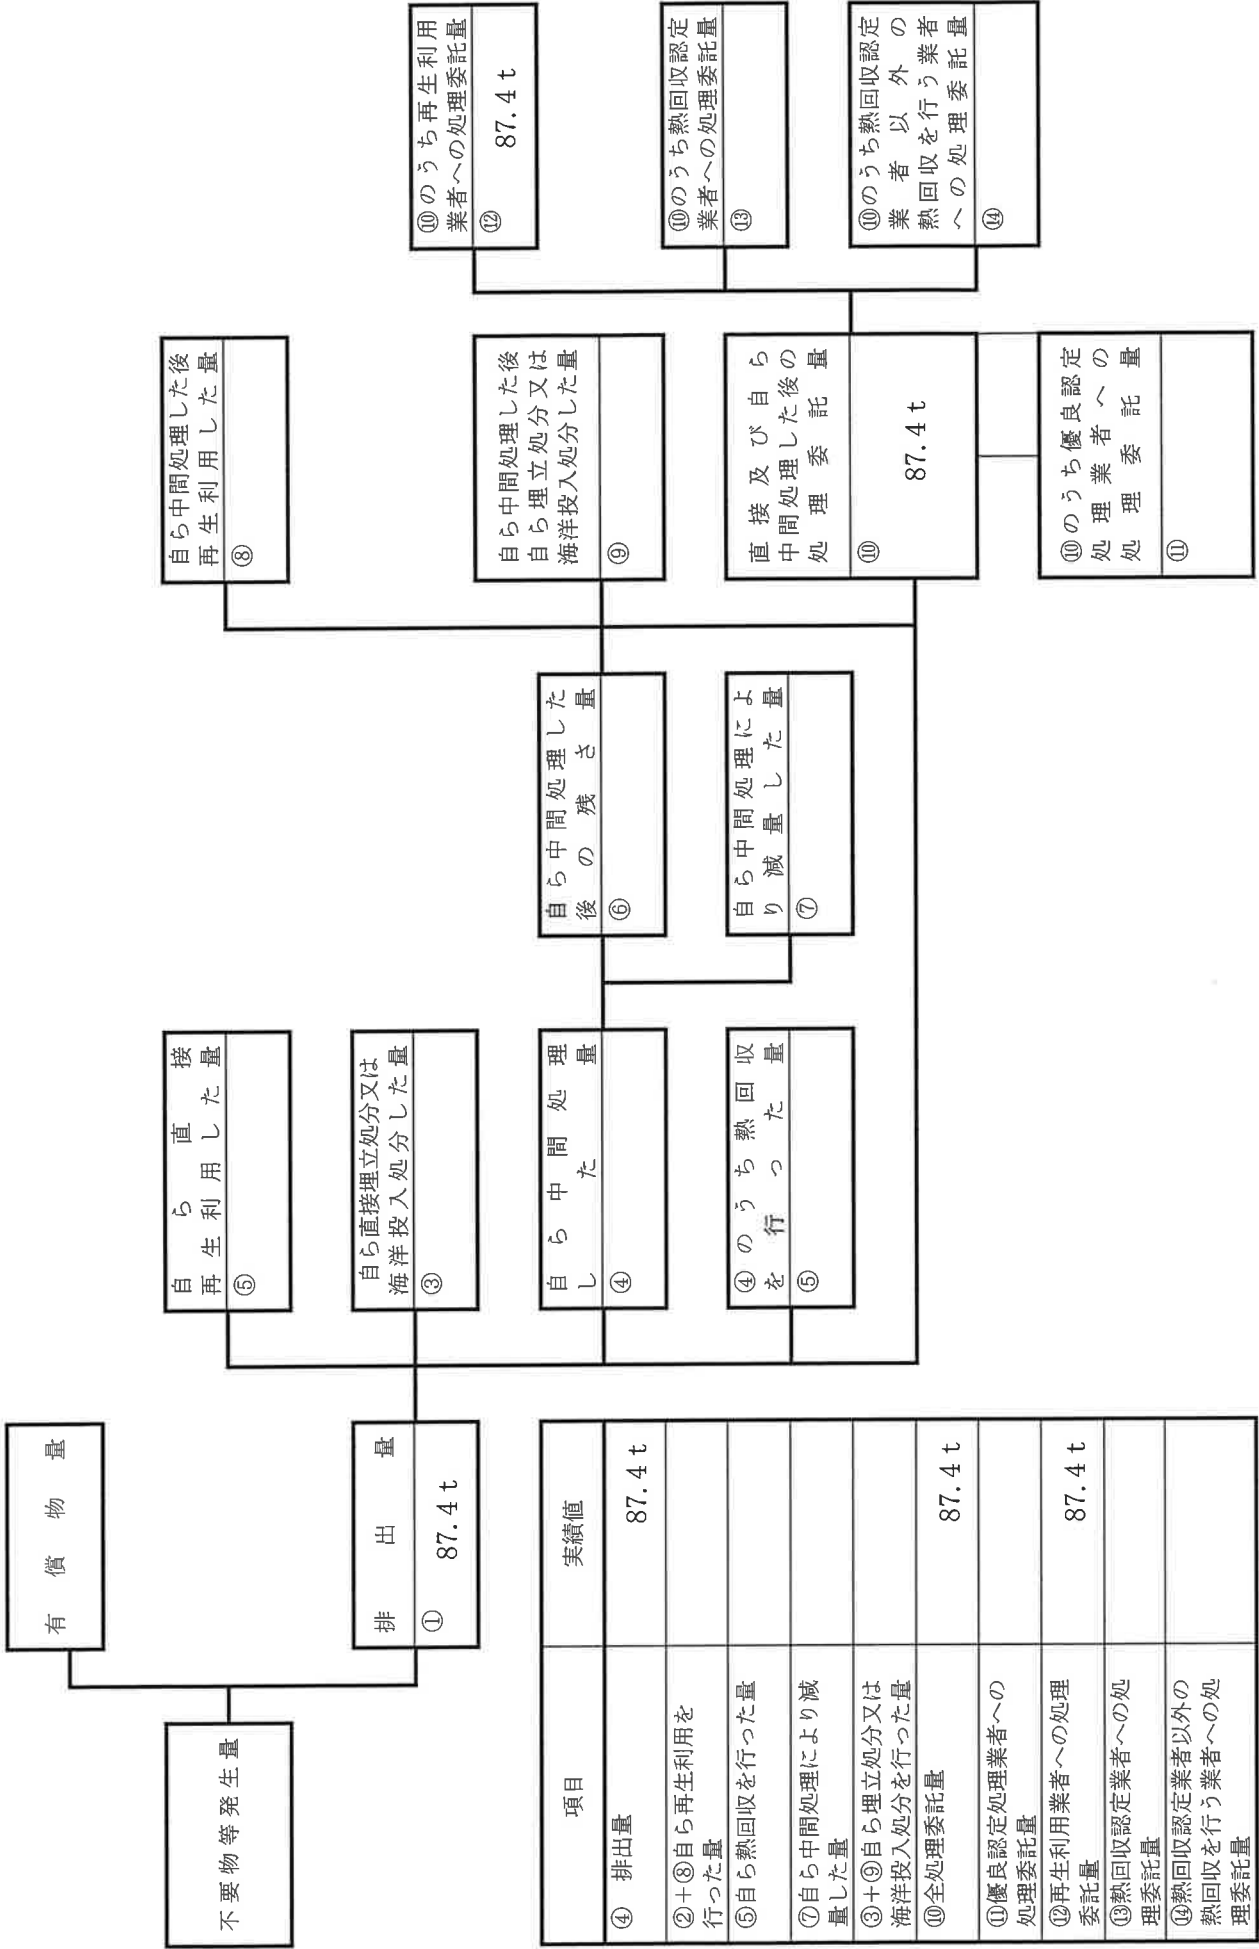 不要物等発生量
有償物量
排出量
① 87.4t
自ら直接
再生利用した量
⑤
自ら直接埋立処分又は
海洋投入処分した量
③
自ら中間処理
した量
④
④のうち熱回収
を行った量
⑤
自ら中間処理した
後の残さ量
⑥
自ら中間処理によ
り減量した量
⑦
自ら中間処理した後
再生利用した量
⑧
自ら中間処理した後
自ら埋立処分又は
海洋投入処分した量
⑨
直接及び自ら
中間処理した後の
処理委託量
⑩
87.4t
⑩のうち優良認定
処理業者への
処理委託量
⑪
⑩のうち再生利用
業者への処理委託量
⑫ 87.4t
⑩のうち熱回収認定
業者への処理委託量
⑬
⑩のうち熱回収認定
業者以外の
熱回収を行う業者
への処理委託量
⑭
項目 実績値
④ 排出量 87.4t
②+⑧自ら再生利用を
行った量
⑤自ら熱回収を行った量
⑦自ら中間処理により減
量した量
③+⑨自ら埋立処分又は
海洋投入処分を行った量
⑩全処理委託量 87.4t
⑪優良認定処理業者への
処理委託量
⑫再生利用業者への処理
委託量 87.4t
⑬熱回収認定業者への処
理委託量
⑭熱回収認定業者以外の
熱回収を行う業者への処
理委託量